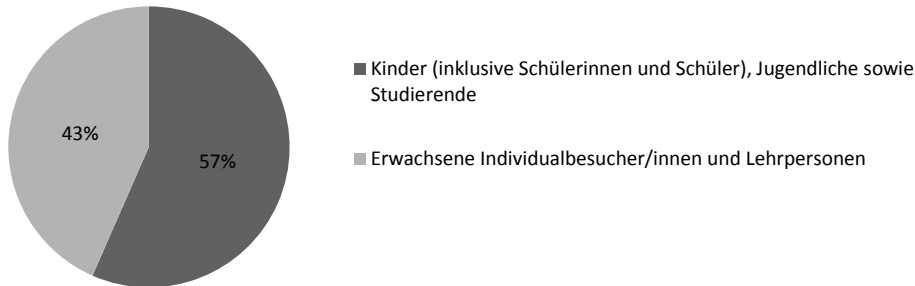 43%
57%
Kinder (inklusive Schülerinnen und Schüler), Jugendliche sowie
Studierende
Erwachsene Individualbesucher/innen und Lehrpersonen